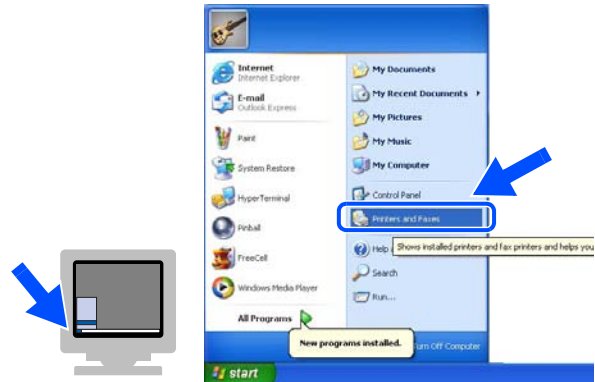 Internet
Internet Explorer
E-mail
Outlook Express
Paint
System Restore
HyperTerminal
Pinball
FreeCell
Windows Media Player
All Programs
My Documents
My Recent Documents
My Pictures
My Music
My Computer
Control Panel
Printers and Faxes
Help
Shows installed printers and fax printers and helps you
Search
Run...
New programs installed.
Turn Off Computer
start